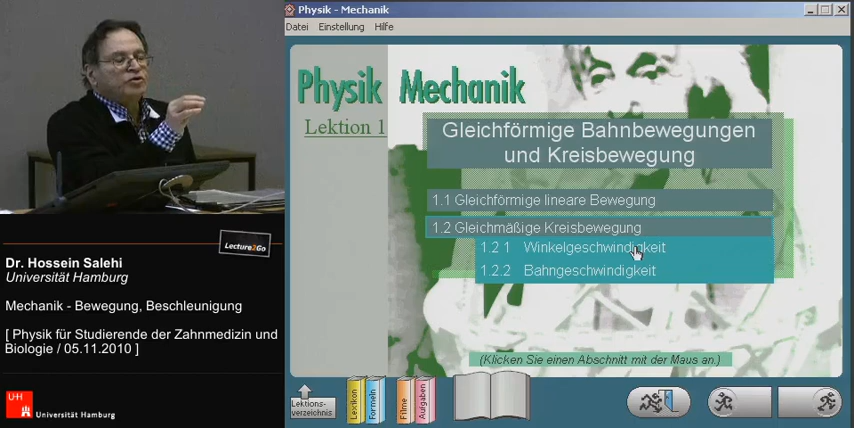 Physik - Mechanik
Datei Einstellung Hilfe
Physik Mechanik
Lektion 1
Gleichförmige Bahnbewegungen
und Kreisbewegung
1.1 Gleichförmige lineare Bewegung
1.2 Gleichmäßige Kreisbewegung
1.2 1 Winkelgeschwindigkeit
1.2.2 Bahngeschwindigkeit
(Klicken Sie einen Abschnitt mit der Maus an.)
Lektions-
verzeichnis
Lexikon
Formeln
Filme
Aufgaben
Lecture2Go
Dr. Hossein Salehi
Universität Hamburg
Mechanik - Bewegung, Beschleunigung
[ Physik für Studierende der Zahnmedizin und
Biologie / 05.11.2010 ]
UH
Universität Hamburg